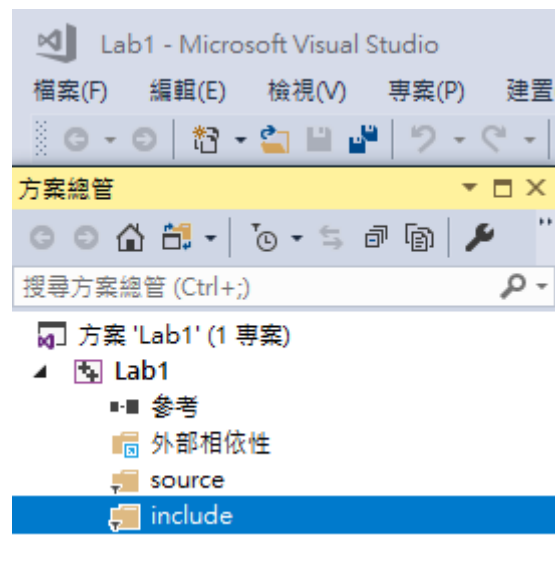 Lab1 - Microsoft Visual Studio
檔案(F) 編輯(E) 檢視(V) 專案(P) 建置
方案總管
搜尋方案總管 (Ctrl+;)
方案 'Lab1' (1 專案)
Lab1
參考
外部相依性
source
include